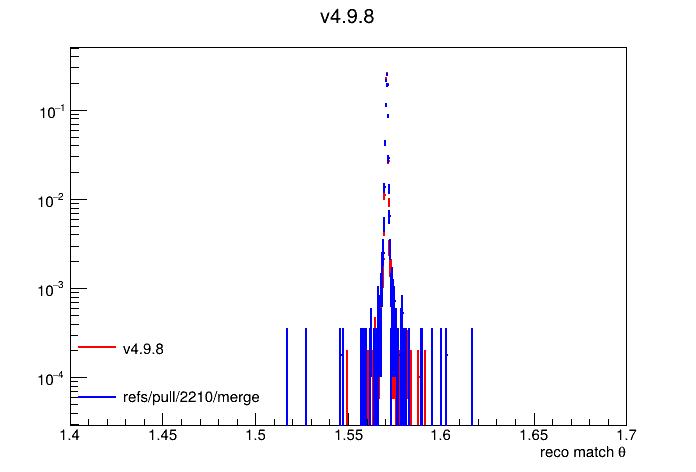 v4.9.8
10⁻¹
10⁻²
10⁻³
10⁻⁴
v4.9.8
refs/pull/2210/merge
1.4 1.45 1.5 1.55 1.6 1.65 1.7
reco match θ